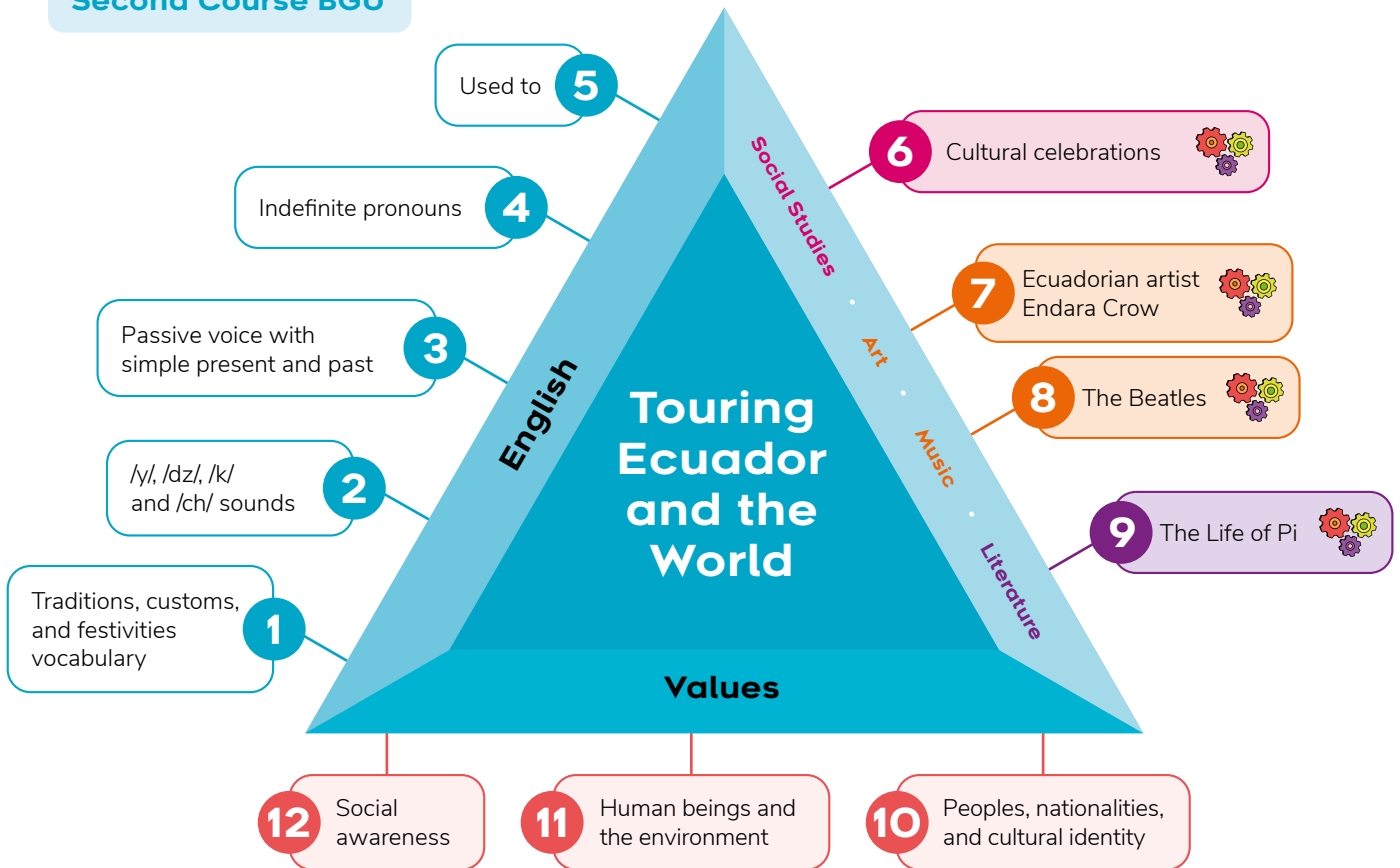 Second Course BGU
5
Used to
4
Indefinite pronouns
3
Passive voice with
simple present and past
2
/y/, /dz/, /k/
and /ch/ sounds
1
Traditions, customs,
and festivities
vocabulary
English
Touring
Ecuador
and the
World
Social Studies · Art · Music · Literature
6
Cultural celebrations
7
Ecuadorian artist
Endara Crow
8
The Beatles
9
The Life of Pi
Values
12
Social
awareness
11
Human beings and
the environment
10
Peoples, nationalities,
and cultural identity